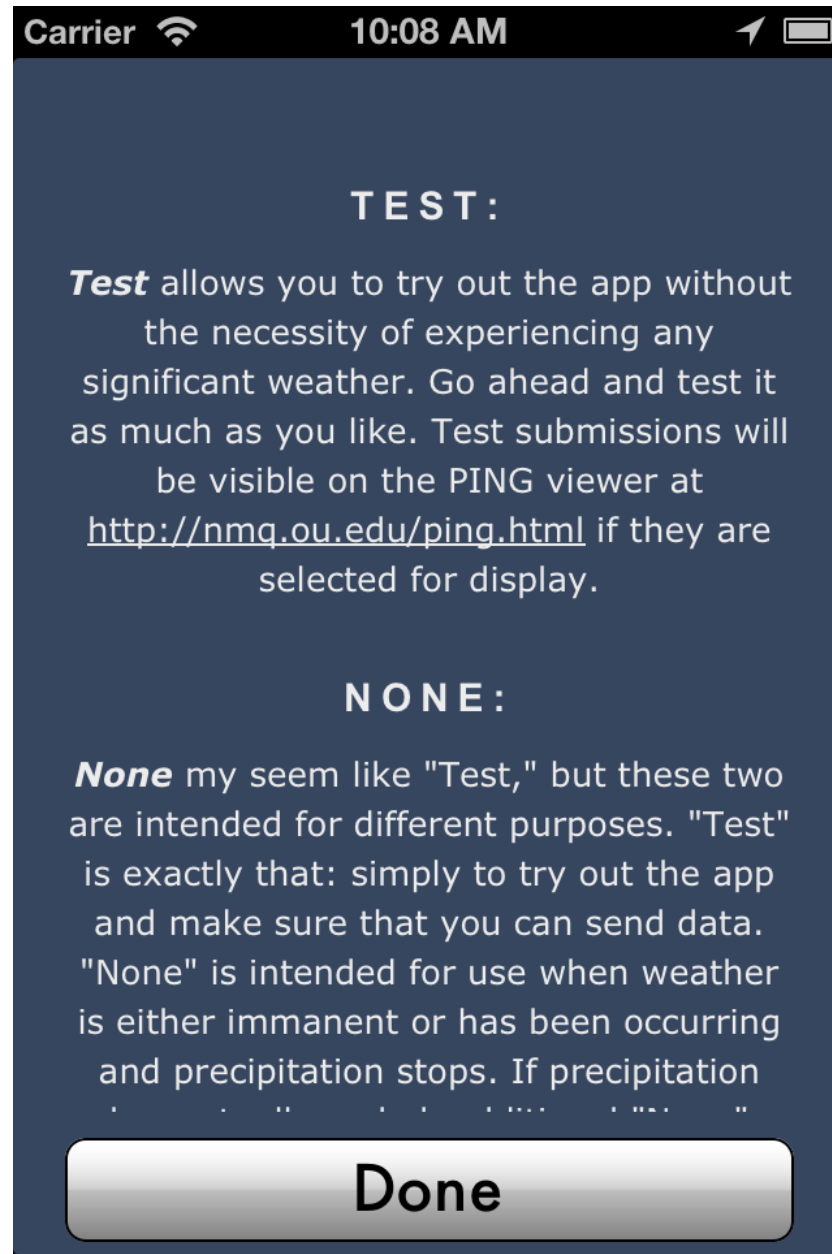 Carrier 10:08 AM
TEST:
Test allows you to try out the app without
the necessity of experiencing any
significant weather. Go ahead and test it
as much as you like. Test submissions will
be visible on the PING viewer at
http://nmq.ou.edu/ping.html if they are
selected for display.
NONE:
None my seem like "Test," but these two
are intended for different purposes. "Test"
is exactly that: simply to try out the app
and make sure that you can send data.
"None" is intended for use when weather
is either immanent or has been occurring
and precipitation stops. If precipitation
Done